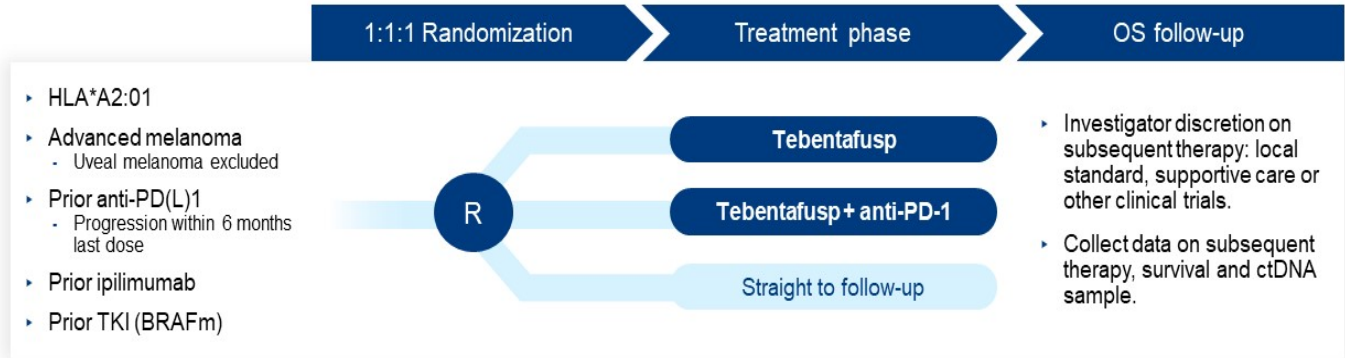 1:1:1 Randomization
Treatment phase
OS follow-up
‣ HLA*A2:01
‣ Advanced melanoma
- Uveal melanoma excluded
‣ Prior anti-PD(L)1
- Progression within 6 months
last dose
‣ Prior ipilimumab
‣ Prior TKI (BRAFm)
R
Tebentafusp
Tebentafusp + anti-PD-1
Straight to follow-up
‣ Investigator discretion on
subsequent therapy: local
standard, supportive care or
other clinical trials.
‣ Collect data on subsequent
therapy, survival and ctDNA
sample.